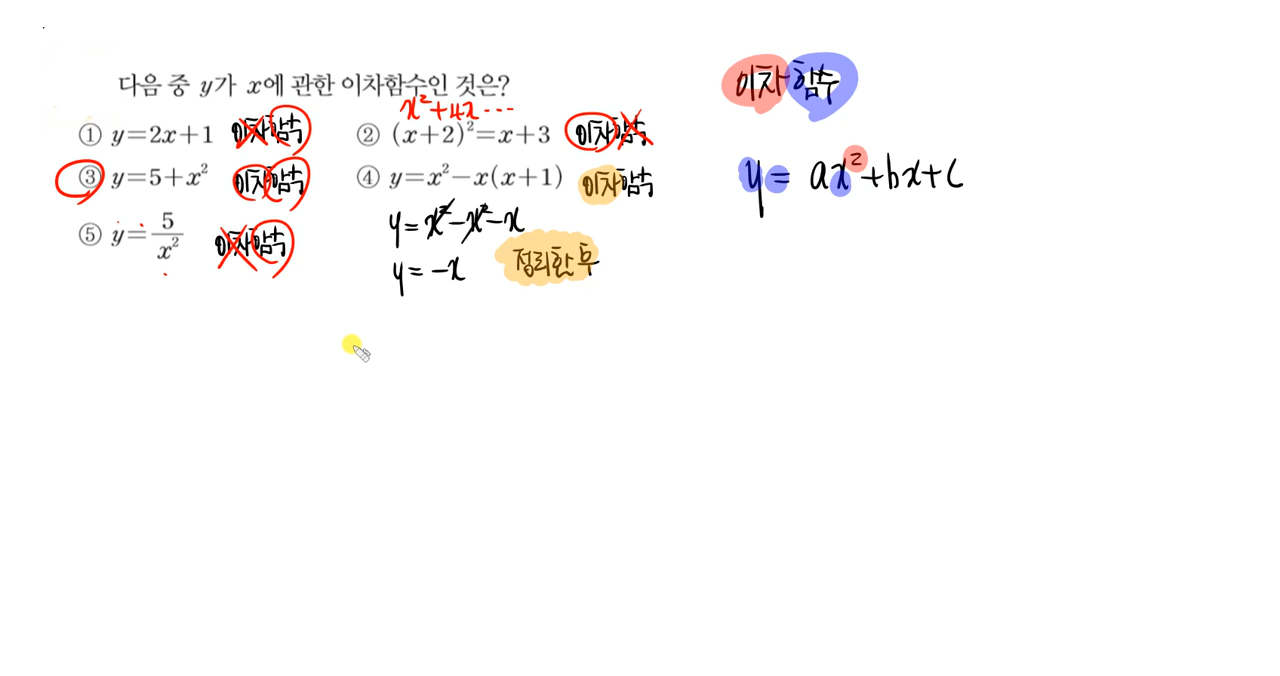 다음 중 y가 x에 관한 이차함수인 것은?
x²+4x...
① y=2x+1 이차함수
② (x+2)²=x+3 이차함수
③ y=5+x² 이차함수
④ y=x²-x(x+1) 이차함수
y=x²-x²-x
y=-x 정리한 후
⑤ y=5/x² 이차함수
이차함수
y=ax²+bx+c